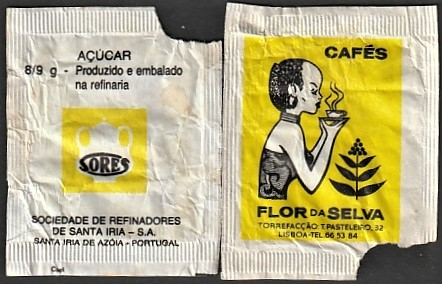 AÇÚCAR
8/9 g - Produzido e embalado
na refinaria
SORES
SOCIEDADE DE REFINADORES
DE SANTA IRIA - S.A.
SANTA IRIA DE AZÓIA - PORTUGAL
CAFÉS
FLOR DA SELVA
TORREFACÇÃO: T. PASTELEIRO, 32
LISBOA - TEL. 66 53 84